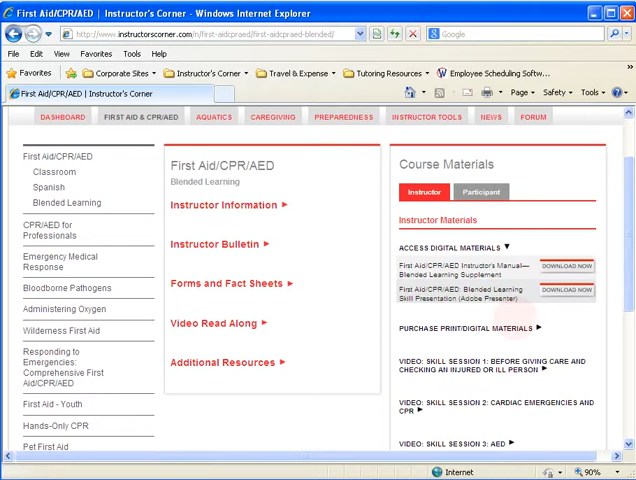 First Aid/CPR/AED | Instructor's Corner - Windows Internet Explorer
http://www.instructorscorner.com/n/first-aidcpraed/first-aidcpraed-blended/
Google
File Edit View Favorites Tools Help
Favorites Corporate Sites Instructor's Corner Travel & Expense Tutoring Resources Employee Scheduling Softw...
First Aid/CPR/AED | Instructor's Corner
Page Safety Tools
DASHBOARD FIRST AID & CPR/AED AQUATICS CAREGIVING PREPAREDNESS INSTRUCTOR TOOLS NEWS FORUM
First Aid/CPR/AED
Classroom
Spanish
Blended Learning
CPR/AED for
Professionals
Emergency Medical
Response
Bloodborne Pathogens
Administering Oxygen
Wilderness First Aid
Responding to
Emergencies:
Comprehensive First
Aid/CPR/AED
First Aid - Youth
Hands-Only CPR
Pet First Aid
First Aid/CPR/AED
Blended Learning
Instructor Information
Instructor Bulletin
Forms and Fact Sheets
Video Read Along
Additional Resources
Course Materials
Instructor Participant
Instructor Materials
ACCESS DIGITAL MATERIALS
First Aid/CPR/AED Instructor's Manual—
Blended Learning Supplement
DOWNLOAD NOW
First Aid/CPR/AED: Blended Learning
Skill Presentation (Adobe Presenter)
DOWNLOAD NOW
PURCHASE PRINT/DIGITAL MATERIALS
VIDEO: SKILL SESSION 1: BEFORE GIVING CARE AND
CHECKING AN INJURED OR ILL PERSON
VIDEO: SKILL SESSION 2: CARDIAC EMERGENCIES AND
CPR
VIDEO: SKILL SESSION 3: AED
Internet
90%